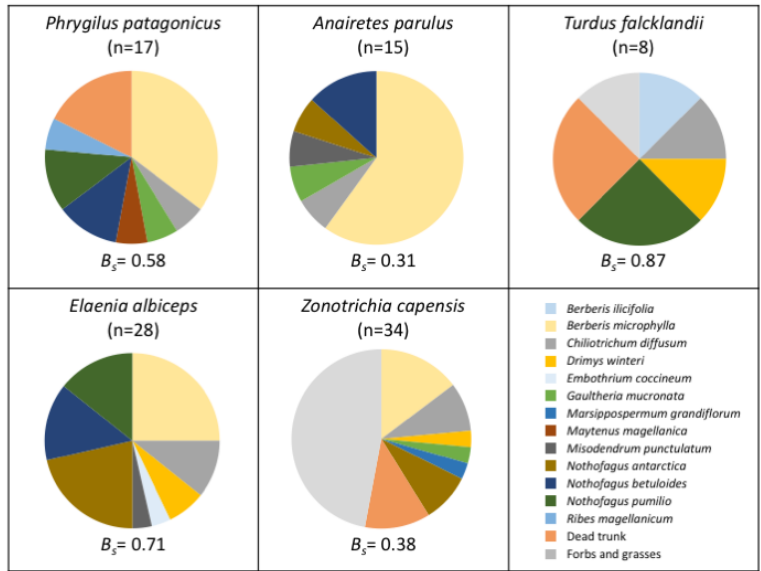 Phrygilus patagonicus
(n=17)
Bs= 0.58
Anairetes parulus
(n=15)
Bs= 0.31
Turdus falcklandii
(n=8)
Bs= 0.87
Elaenia albiceps
(n=28)
Bs= 0.71
Zonotrichia capensis
(n=34)
Bs= 0.38
Berberis ilicifolia
Berberis microphylla
Chiliotrichum diffusum
Drimys winteri
Embothrium coccineum
Gaultheria mucronata
Marsippospermum grandiflorum
Maytenus magellanica
Misodendrum punctulatum
Nothofagus antarctica
Nothofagus betuloides
Nothofagus pumilio
Ribes magellanicum
Dead trunk
Forbs and grasses